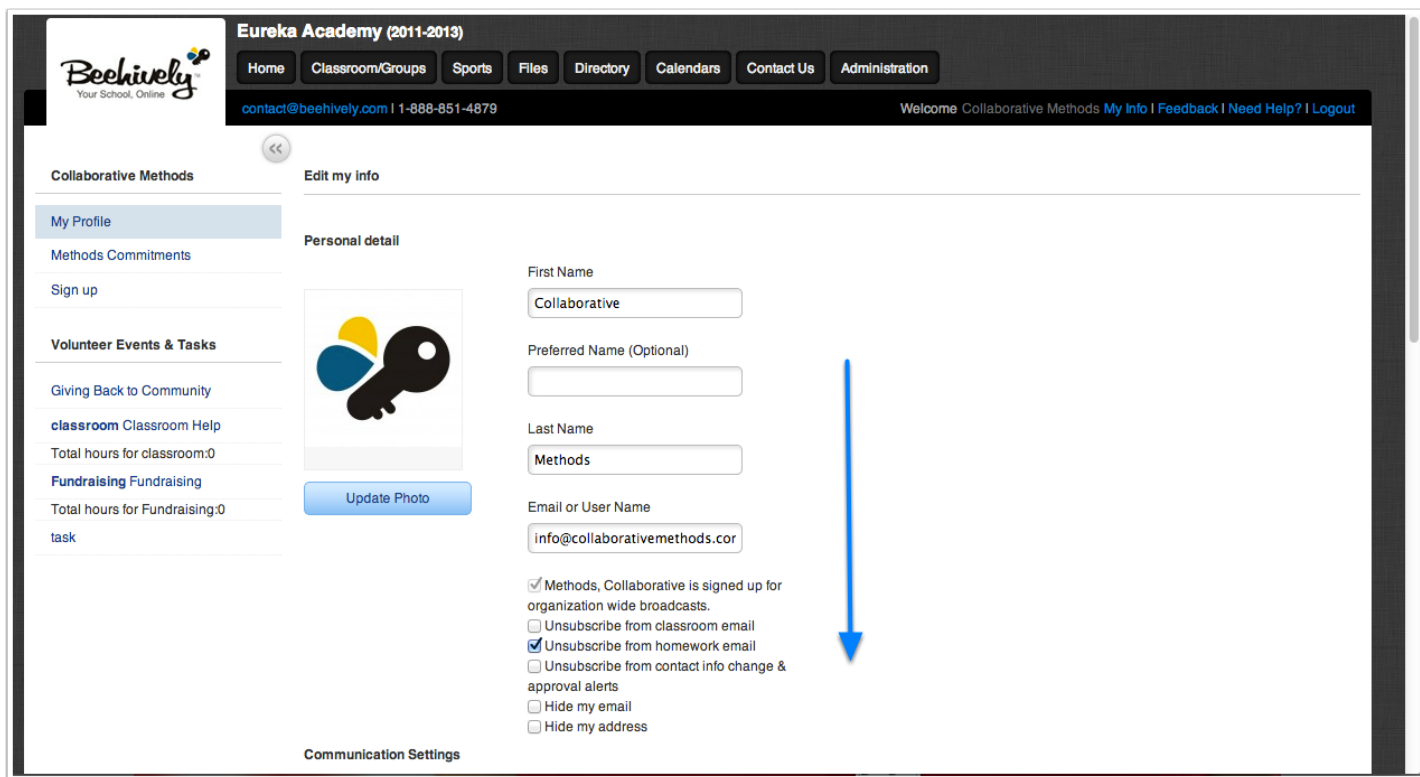 Eureka Academy (2011-2013)
Beehively™
Your School, Online
Home Classroom/Groups Sports Files Directory Calendars Contact Us Administration
contact@beehively.com | 1-888-851-4879
Welcome Collaborative Methods My Info | Feedback | Need Help? | Logout
<<
Collaborative Methods
My Profile
Methods Commitments
Sign up
Volunteer Events & Tasks
Giving Back to Community
classroom Classroom Help
Total hours for classroom:0
Fundraising Fundraising
Total hours for Fundraising:0
task
Edit my info
Personal detail
Update Photo
First Name
Collaborative
Preferred Name (Optional)
Last Name
Methods
Email or User Name
info@collaborativemethods.cor
Methods, Collaborative is signed up for
organization wide broadcasts.
Unsubscribe from classroom email
Unsubscribe from homework email
Unsubscribe from contact info change &
approval alerts
Hide my email
Hide my address
Communication Settings